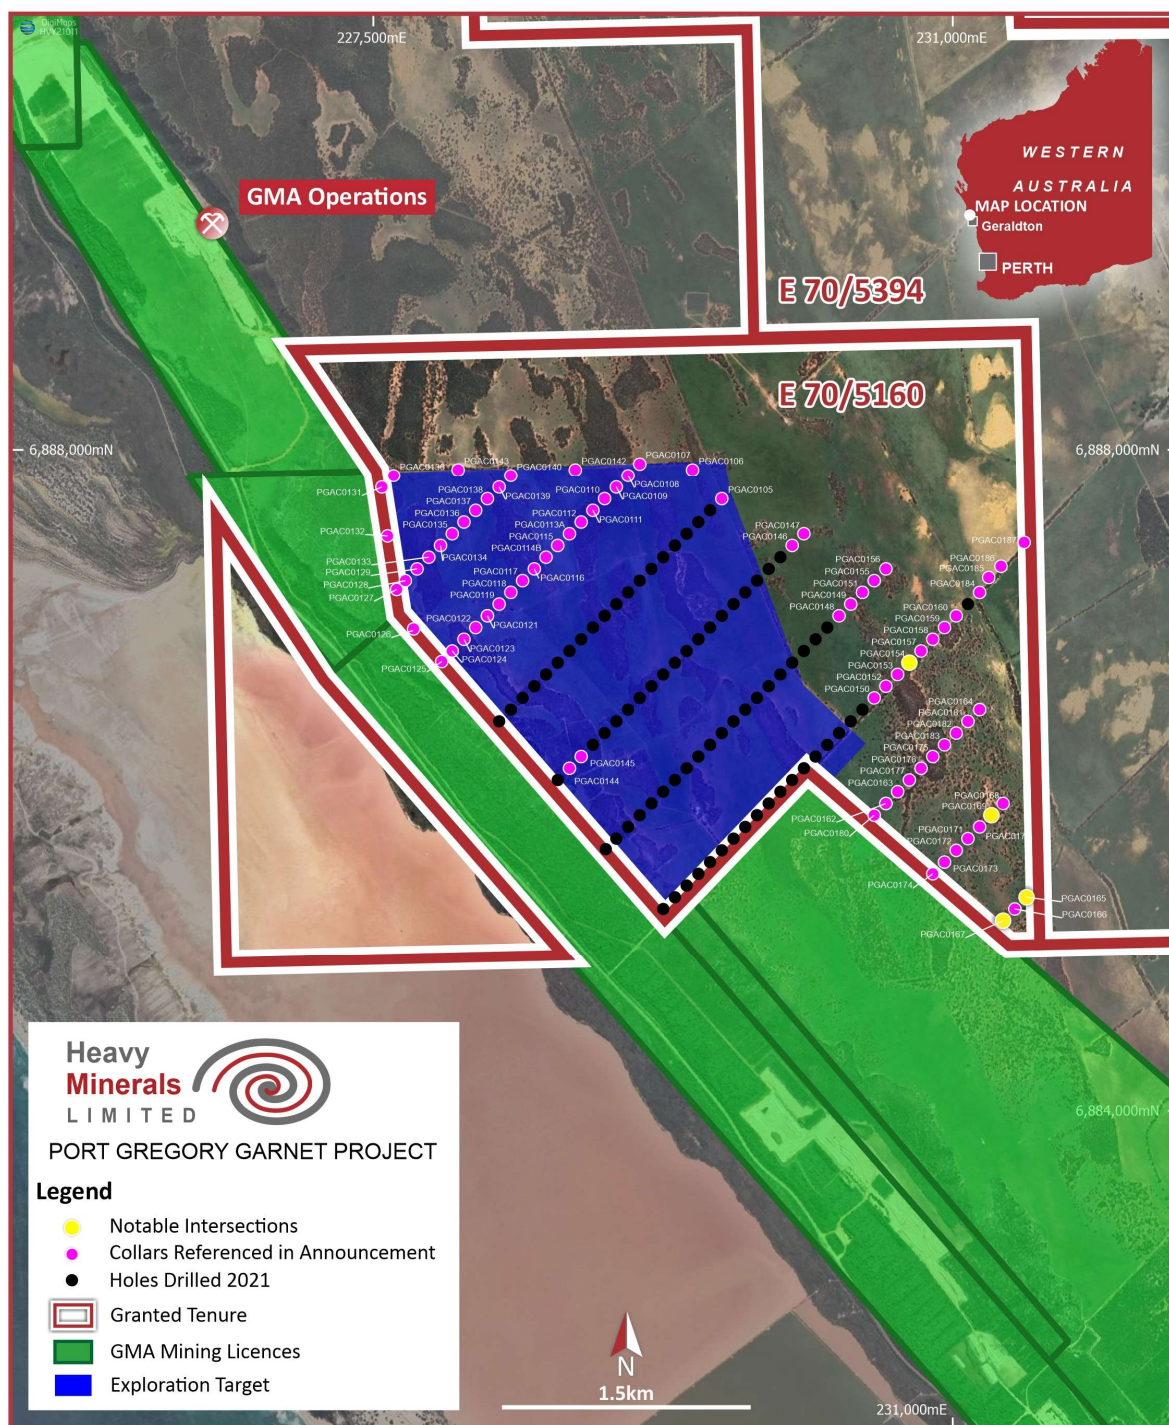 DigiMaps
HVY21011
227,500mE
231,000mE
WESTERN
AUSTRALIA
MAP LOCATION
Geraldton
PERTH
GMA Operations
E 70/5394
E 70/5160
6,888,000mN
6,888,000mN
PGAC0107
PGAC0143
PGAC0140
PGAC0142
PGAC0106
PGAC0131
PGAC0138
PGAC0139
PGAC0110
PGAC0108
PGAC0109
PGAC0105
PGAC0137
PGAC0136
PGAC0135
PGAC0112
PGAC0111
PGAC0113A
PGAC0132
PGAC0115
PGAC0114B
PGAC0147
PGAC0146
PGAC0187
PGAC0133
PGAC0134
PGAC0129
PGAC0128
PGAC0127
PGAC0117
PGAC0116
PGAC0118
PGAC0119
PGAC0156
PGAC0155
PGAC0151
PGAC0149
PGAC0148
PGAC0186
PGAC0185
PGAC0184
PGAC0160
PGAC0159
PGAC0126
PGAC0122
PGAC0121
PGAC0158
PGAC0157
PGAC0123
PGAC0124
PGAC0125
PGAC0154
PGAC0153
PGAC0152
PGAC0150
PGAC0164
PGAC0181
PGAC0182
PGAC0183
PGAC0175
PGAC0176
PGAC0177
PGAC0163
PGAC0145
PGAC0144
PGAC0162
PGAC0180
PGAC0168
PGAC0169
PGAC0171
PGAC0172
PGAC0173
PGAC0174
PGAC0165
PGAC0166
PGAC0167
Heavy
Minerals
LIMITED
PORT GREGORY GARNET PROJECT
Legend
Notable Intersections
Collars Referenced in Announcement
Holes Drilled 2021
Granted Tenure
GMA Mining Licences
Exploration Target
N
1.5km
6,884,000mN
231,000mE